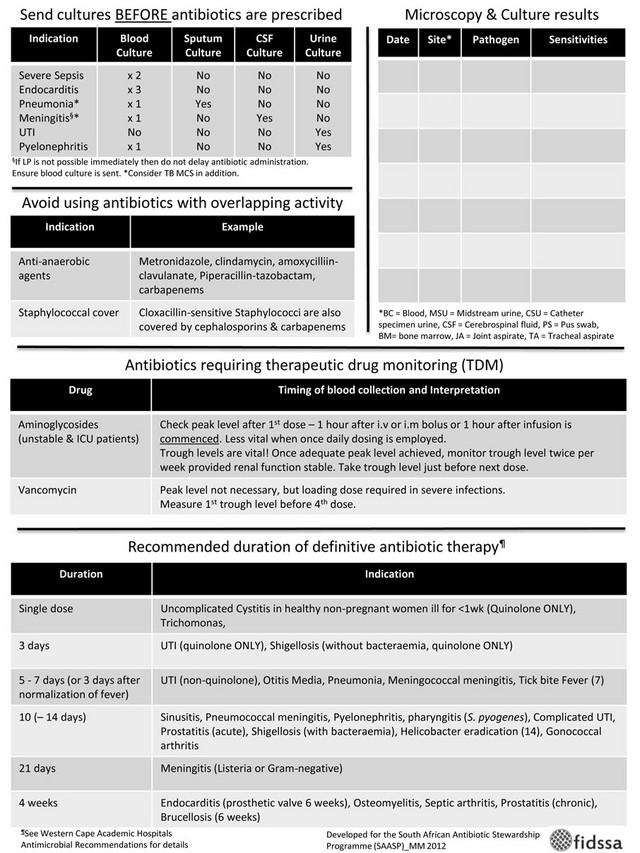 Send cultures BEFORE antibiotics are prescribed
Indication Blood Culture Sputum Culture CSF Culture Urine Culture
Severe Sepsis x 2 No No No
Endocarditis x 3 No No No
Pneumonia* x 1 Yes No No
Meningitis§* x 1 No Yes No
UTI No No No Yes
Pyelonephritis x 1 No No Yes
§If LP is not possible immediately then do not delay antibiotic administration.
Ensure blood culture is sent. *Consider TB MCS in addition.
Avoid using antibiotics with overlapping activity
Indication Example
Anti-anaerobic agents Metronidazole, clindamycin, amoxycilliin-
clavulanate, Piperacillin-tazobactam,
carbapenems
Staphylococcal cover Cloxacillin-sensitive Staphylococci are also
covered by cephalosporins & carbapenems
Microscopy & Culture results
Date Site* Pathogen Sensitivities
*BC = Blood, MSU = Midstream urine, CSU = Catheter
specimen urine, CSF = Cerebrospinal fluid, PS = Pus swab,
BM= bone marrow, JA = Joint aspirate, TA = Tracheal aspirate
Antibiotics requiring therapeutic drug monitoring (TDM)
Drug Timing of blood collection and Interpretation
Aminoglycosides (unstable & ICU patients) Check peak level after 1st dose – 1 hour after i.v or i.m bolus or 1 hour after infusion is
commenced. Less vital when once daily dosing is employed.
Trough levels are vital! Once adequate peak level achieved, monitor trough level twice per
week provided renal function stable. Take trough level just before next dose.
Vancomycin Peak level not necessary, but loading dose required in severe infections.
Measure 1st trough level before 4th dose.
Recommended duration of definitive antibiotic therapy¶
Duration Indication
Single dose Uncomplicated Cystitis in healthy non-pregnant women ill for <1wk (Quinolone ONLY),
Trichomonas,
3 days UTI (quinolone ONLY), Shigellosis (without bacteraemia, quinolone ONLY)
5 - 7 days (or 3 days after normalization of fever) UTI (non-quinolone), Otitis Media, Pneumonia, Meningococcal meningitis, Tick bite Fever (7)
10 (– 14 days) Sinusitis, Pneumococcal meningitis, Pyelonephritis, pharyngitis (S. pyogenes), Complicated UTI,
Prostatitis (acute), Shigellosis (with bacteraemia), Helicobacter eradication (14), Gonococcal
arthritis
21 days Meningitis (Listeria or Gram-negative)
4 weeks Endocarditis (prosthetic valve 6 weeks), Osteomyelitis, Septic arthritis, Prostatitis (chronic),
Brucellosis (6 weeks)
¶See Western Cape Academic Hospitals
Antimicrobial Recommendations for details
Developed for the South African Antibiotic Stewardship
Programme (SAASP)_MM 2012
fidssa